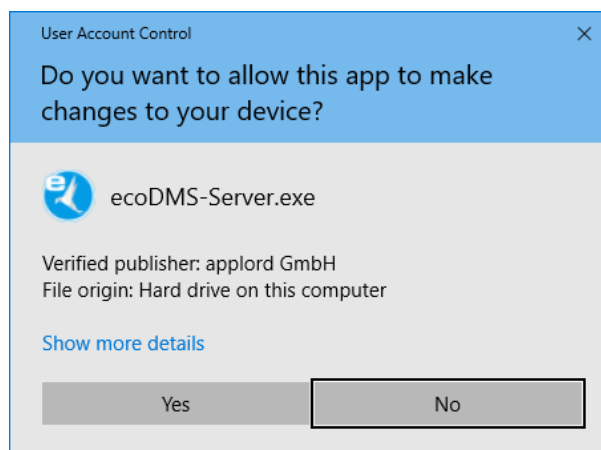 User Account Control
Do you want to allow this app to make
changes to your device?
e
ecoDMS-Server.exe
Verified publisher: applord GmbH
File origin: Hard drive on this computer
Show more details
Yes
No